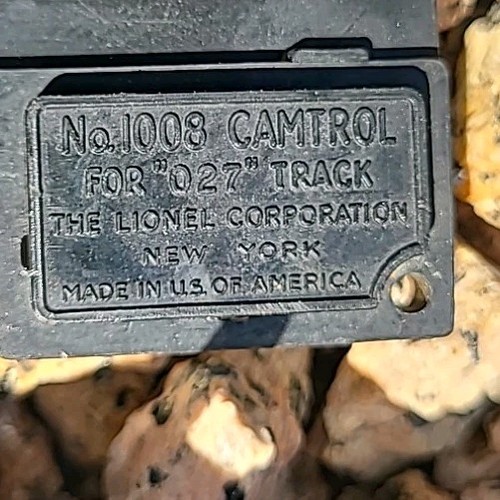 No. 1008 CAMTROL
FOR "027" TRACK
THE LIONEL CORPORATION
NEW YORK
MADE IN U.S. OF AMERICA